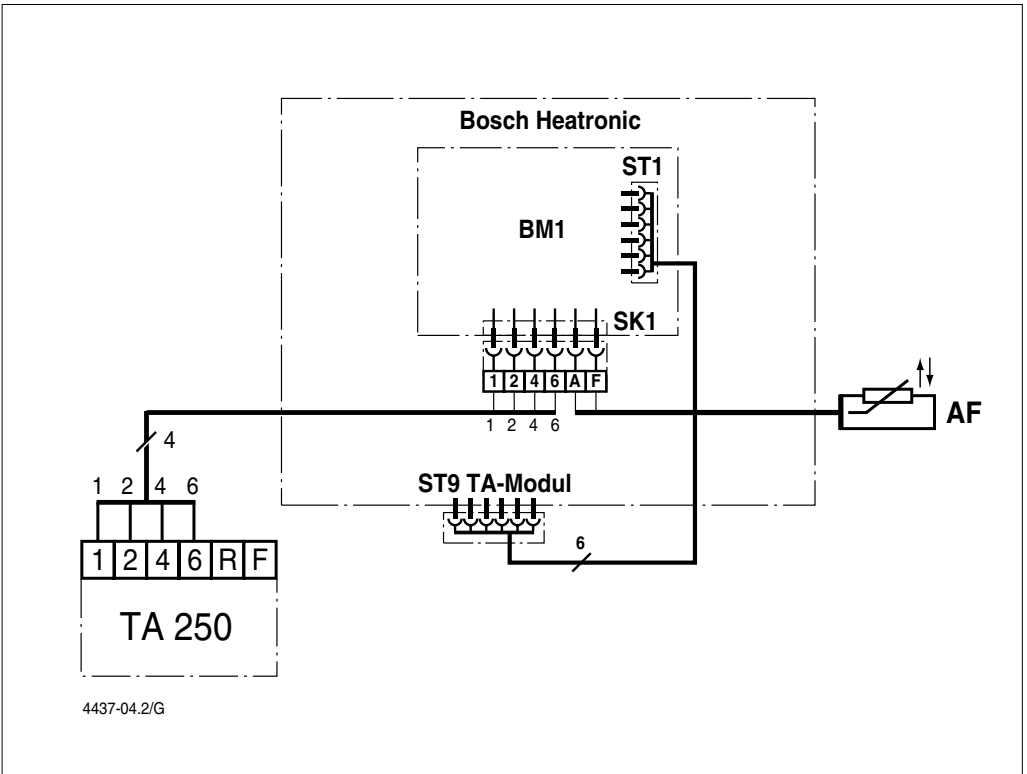 Bosch Heatronic
ST1
BM1
SK1
1 2 4 6 A F
1 2 4 6
AF
4
ST9 TA-Modul
1 2 4 6
6
1 2 4 6 R F
TA 250
4437-04.2/G